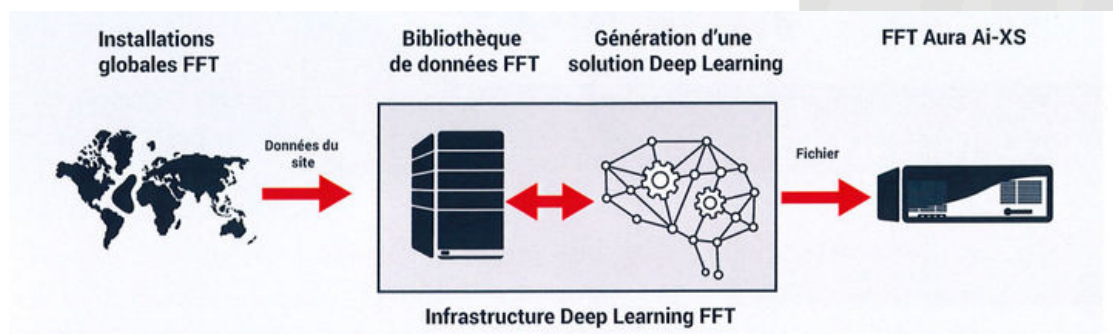 Installations
globales FFT
Bibliothèque
de données FFT
Génération d'une
solution Deep Learning
FFT Aura Ai-XS
Données du
site
Fichier
Infrastructure Deep Learning FFT